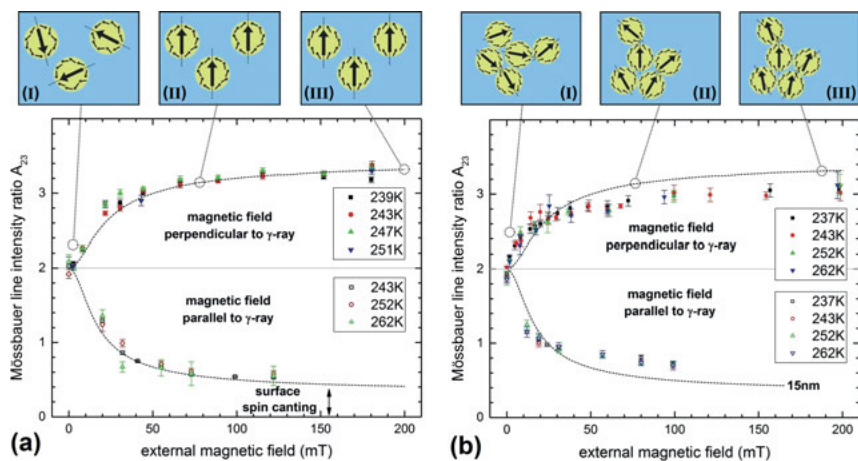 (I)
(II)
(III)
Mössbauer line intensity ratio A23
3
2
1
0
magnetic field
perpendicular to γ-ray
239K
243K
247K
251K
magnetic field
parallel to γ-ray
243K
252K
262K
surface
spin canting
0 50 100 150 200
external magnetic field (mT)
(a)
(I)
(II)
(III)
Mössbauer line intensity ratio A23
4
3
2
1
0
magnetic field
perpendicular to γ-ray
237K
243K
252K
262K
magnetic field
parallel to γ-ray
237K
243K
252K
262K
15nm
0 50 100 150 200
external magnetic field (mT)
(b)